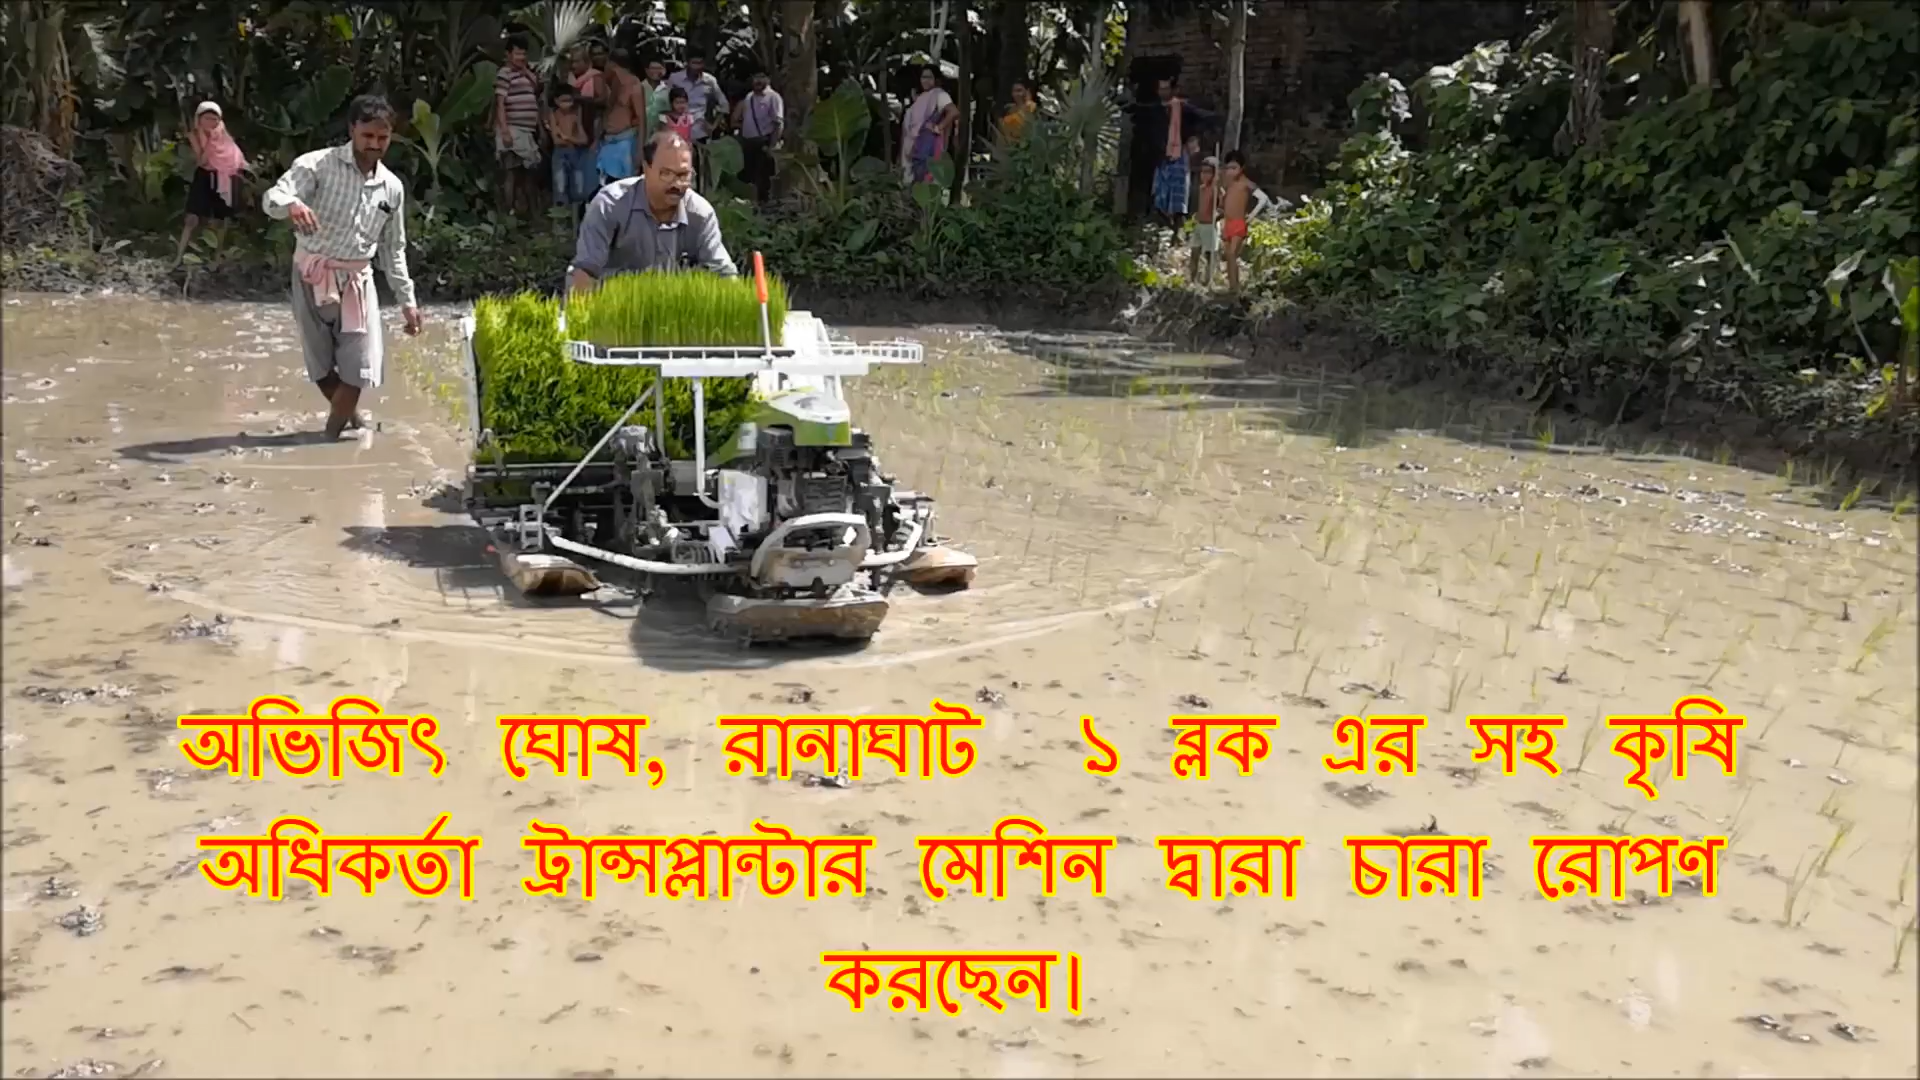 অভিজিৎ ঘোষ, রানাঘাট ১ ব্লক এর সহ কৃষি
অধিকর্তা ট্রান্সপ্লান্টার মেশিন দ্বারা চারা রোপণ
করছেন।